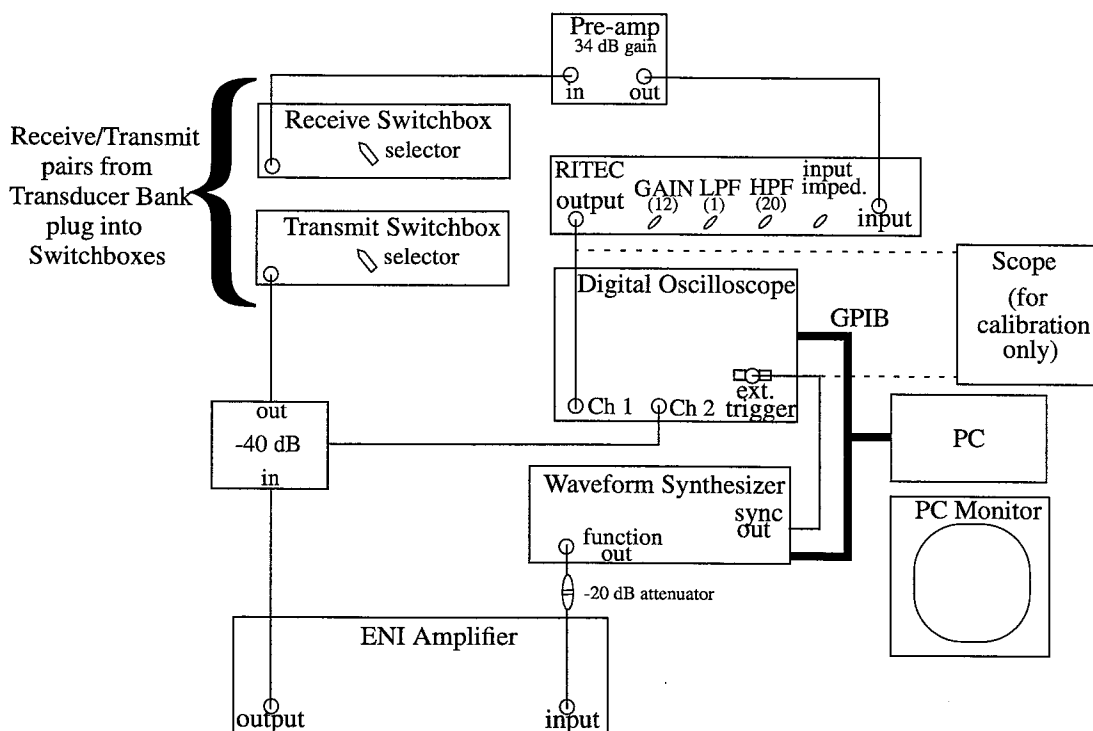 Pre-amp
34 dB gain
in
out
Receive/Transmit
pairs from
Transducer Bank
plug into
Switchboxes
Receive Switchbox
selector
Transmit Switchbox
selector
RITEC
output
GAIN
(12)
LPF
(1)
HPF
(20)
input
imped.
input
Digital Oscilloscope
Ch 1
Ch 2
ext.
trigger
GPIB
Scope
(for
calibration
only)
out
-40 dB
in
PC
Waveform Synthesizer
sync
out
function
out
PC Monitor
-20 dB attenuator
ENI Amplifier
output
input